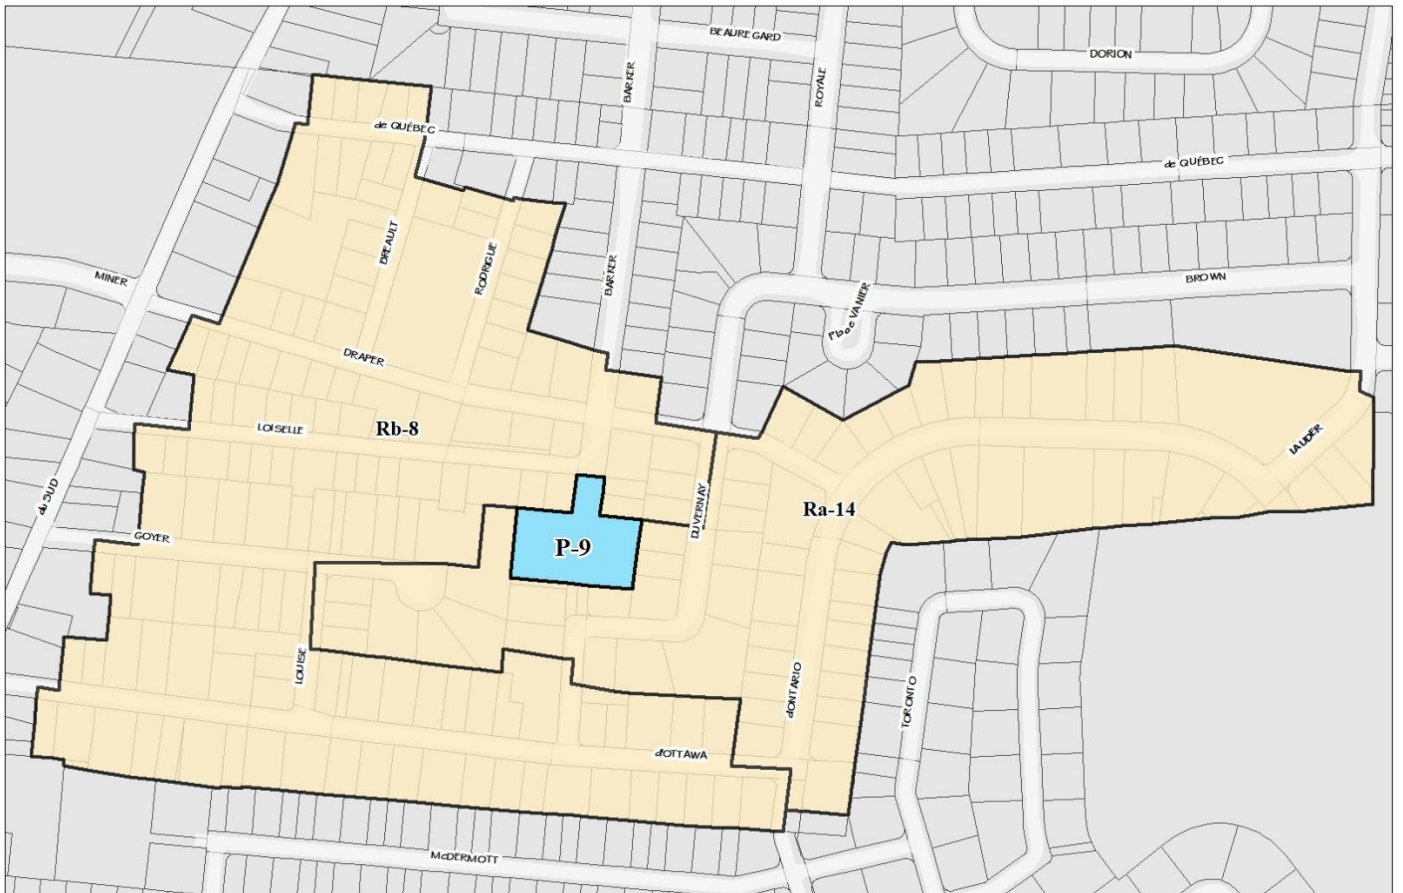 BEAUREGARD
DORION
BARKER
ROYALE
de QUÉBEC
de QUÉBEC
BREAULT
RODRIGUE
BARKER
MINER
BROWN
Place VANIER
DRAPER
LOISELLE
Rb-8
LAUDER
du SUD
DUVERNAY
Ra-14
GOYER
P-9
LOUISE
d'ONTARIO
TORONTO
d'OTTAWA
McDERMOTT